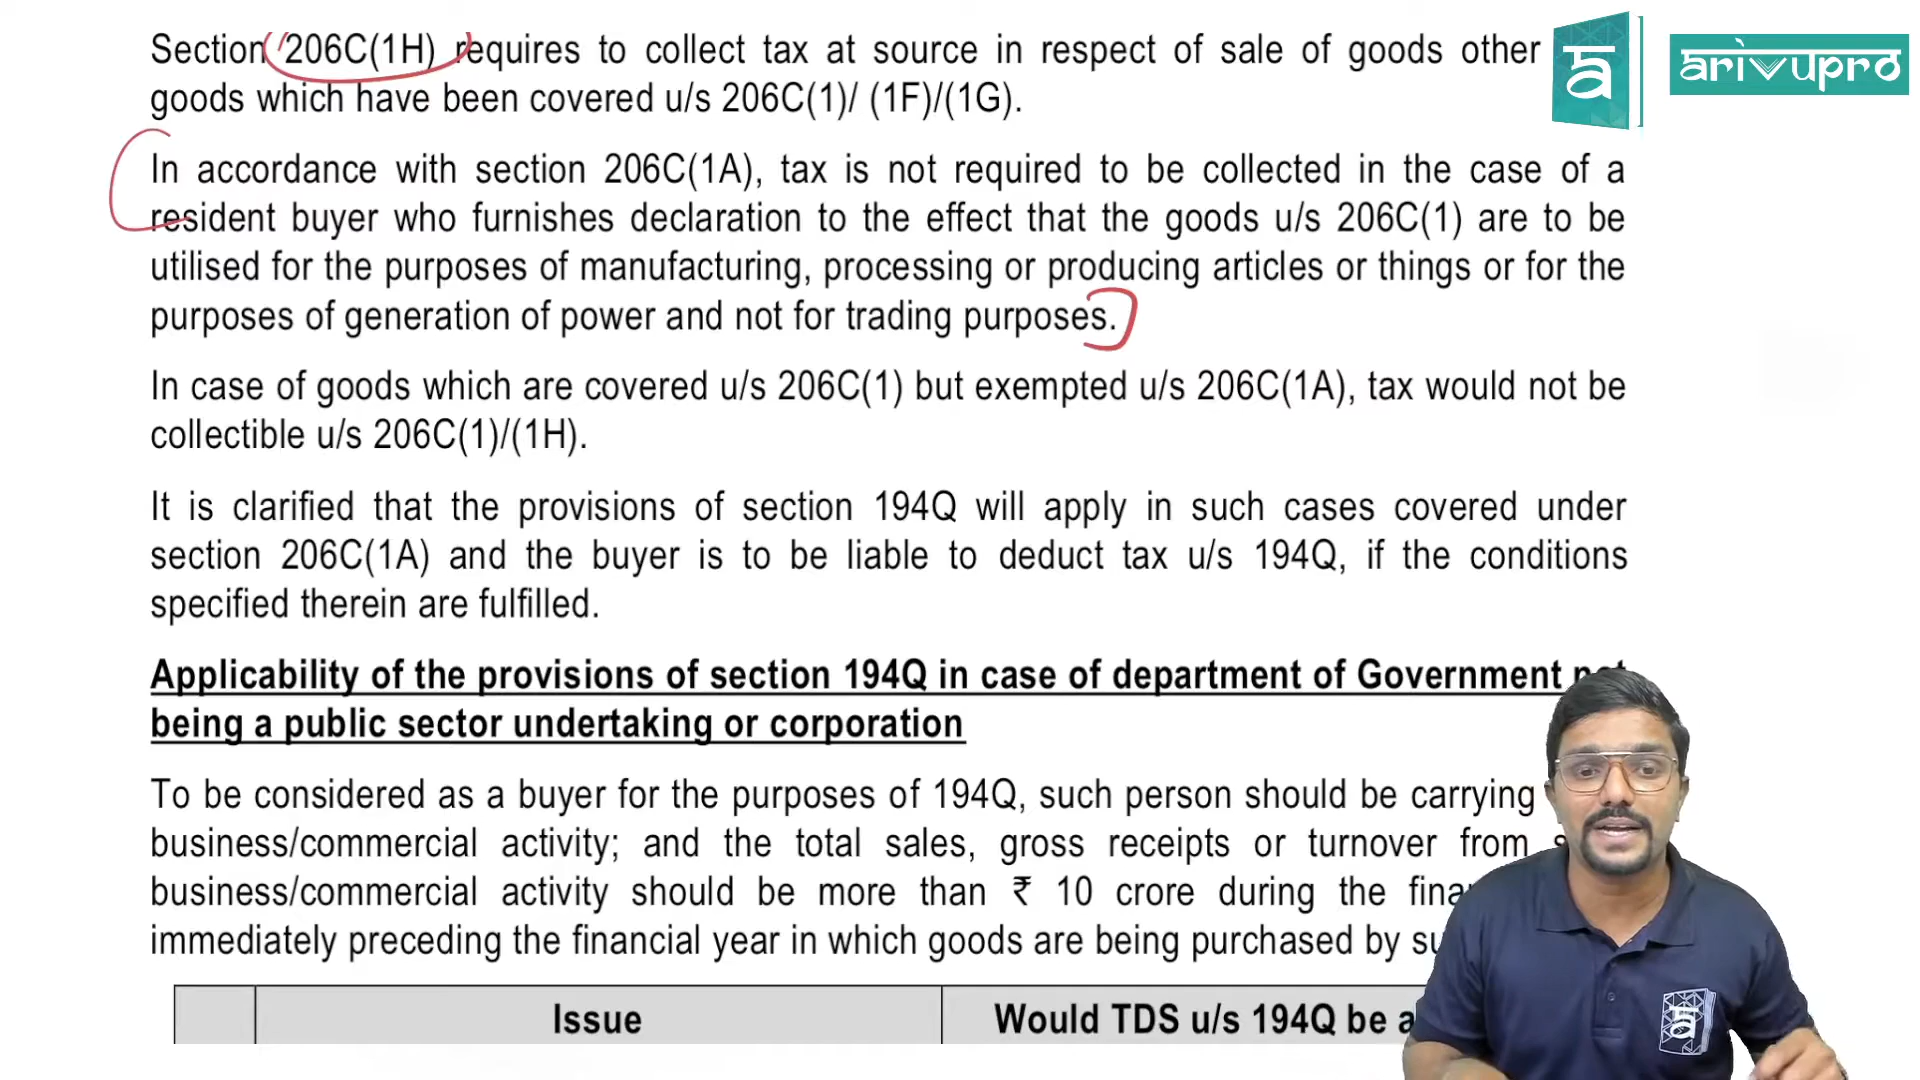 Section 206C(1H) requires to collect tax at source in respect of sale of goods other
goods which have been covered u/s 206C(1)/ (1F)/(1G).
arivupro
In accordance with section 206C(1A), tax is not required to be collected in the case of a
resident buyer who furnishes declaration to the effect that the goods u/s 206C(1) are to be
utilised for the purposes of manufacturing, processing or producing articles or things or for the
purposes of generation of power and not for trading purposes.
In case of goods which are covered u/s 206C(1) but exempted u/s 206C(1A), tax would not be
collectible u/s 206C(1)/(1H).
It is clarified that the provisions of section 194Q will apply in such cases covered under
section 206C(1A) and the buyer is to be liable to deduct tax u/s 194Q, if the conditions
specified therein are fulfilled.
Applicability of the provisions of section 194Q in case of department of Government
being a public sector undertaking or corporation
To be considered as a buyer for the purposes of 194Q, such person should be carrying
business/commercial activity; and the total sales, gross receipts or turnover from
business/commercial activity should be more than ₹ 10 crore during the
immediately preceding the financial year in which goods are being purchased by
Issue
Would TDS u/s 194Q be